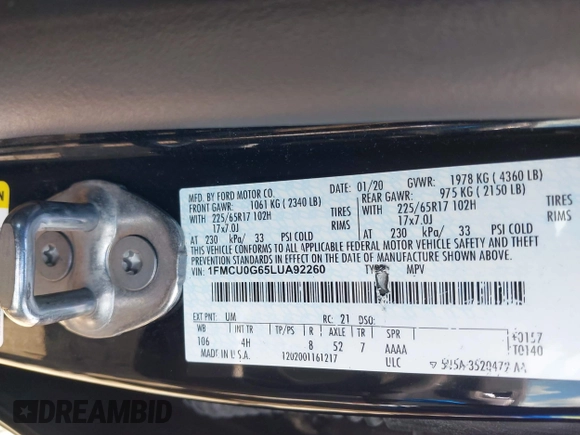 MFD. BY FORD MOTOR CO. 01/20 GVWR: 1978 KG ( 4360 LB)
FRONT GAWR: 1061 KG ( 2340 LB) REAR GAWR: 975 KG ( 2150 LB)
WITH 225/65R17 102H TIRES WITH 225/65R17 102H TIRES
17x7.0J RIMS 17x7.0J RIMS
AT 230 kPa/ 33 PSI COLD AT 230 kPa/ 33 PSI COLD
THIS VEHICLE CONFORMS TO ALL APPLICABLE FEDERAL MOTOR VEHICLE SAFETY AND THEFT
PREVENTION STANDARDS IN EFFECT ON THE DATE OF MANUFACTURE SHOWN ABOVE.
VIN: 1FMCU0G65LUA92260 MPV
EXT PNT: UM RC: 21 DSO:
WB INT TR TP/PS R AXLE TR SPR
106 4H 8 52 7 AAAA
MADE IN U.S.A. 1202001161217 ULC
DREAMBID